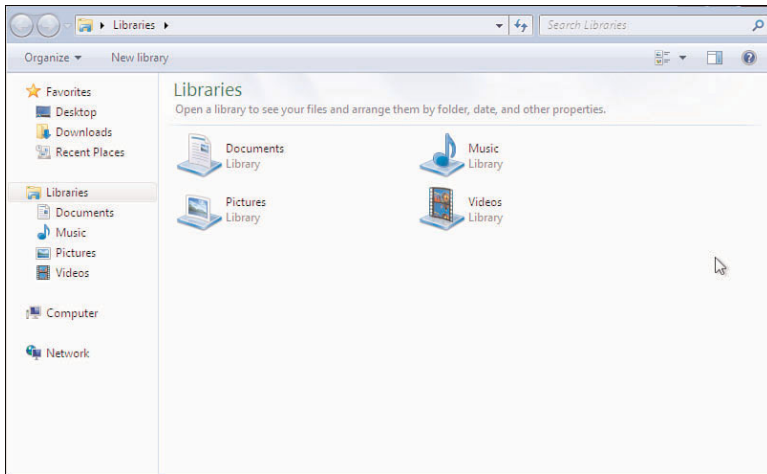 Libraries
Search Libraries
Organize New library
Favorites
Desktop
Downloads
Recent Places
Libraries
Documents
Music
Pictures
Videos
Computer
Network
Libraries
Open a library to see your files and arrange them by folder, date, and other properties.
Documents
Library
Music
Library
Pictures
Library
Videos
Library